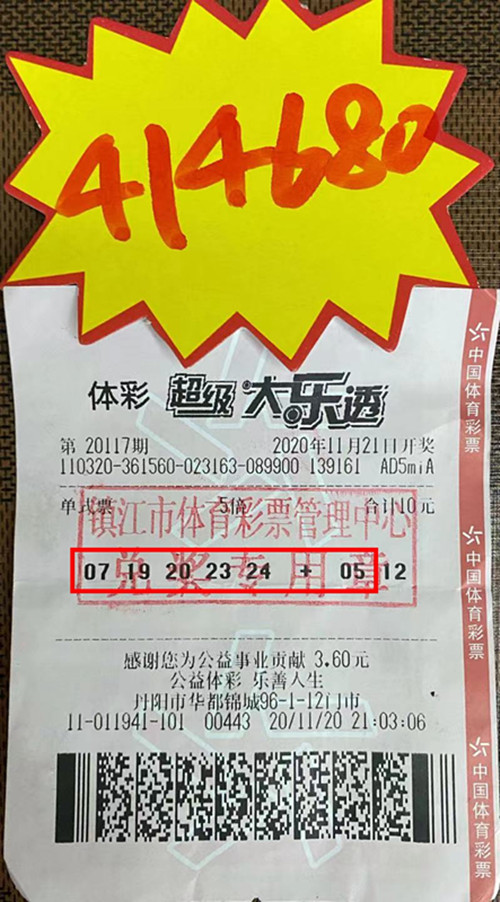 414680
体彩 超级大乐透
第 20117期 2020年11月21日开奖
110320-361560-023163-089900 139161 AD5miA
单式票 5倍 合计10元
镇江市体育彩票管理中心
兑奖专用章
07 19 20 23 24 + 05 12
感谢您为公益事业贡献 3.60元
公益体彩 乐善人生
丹阳市华都锦城96-1-12门市
11-011941-101 00443 20/11/20 21:03:06
中国体育彩票
中国体育彩票
中国体育彩票